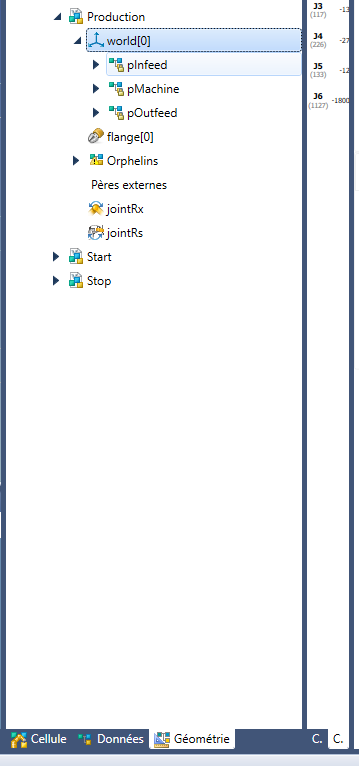 Production
world[0]
pInfeed
pMachine
pOutfeed
flange[0]
Orphelins
Pères externes
jointRx
jointRs
Start
Stop
J3
(117)
-13
J4
(226)
-27
J5
(133)
-12
J6
(1127)
-1800
Cellule Données Géométrie C. C.